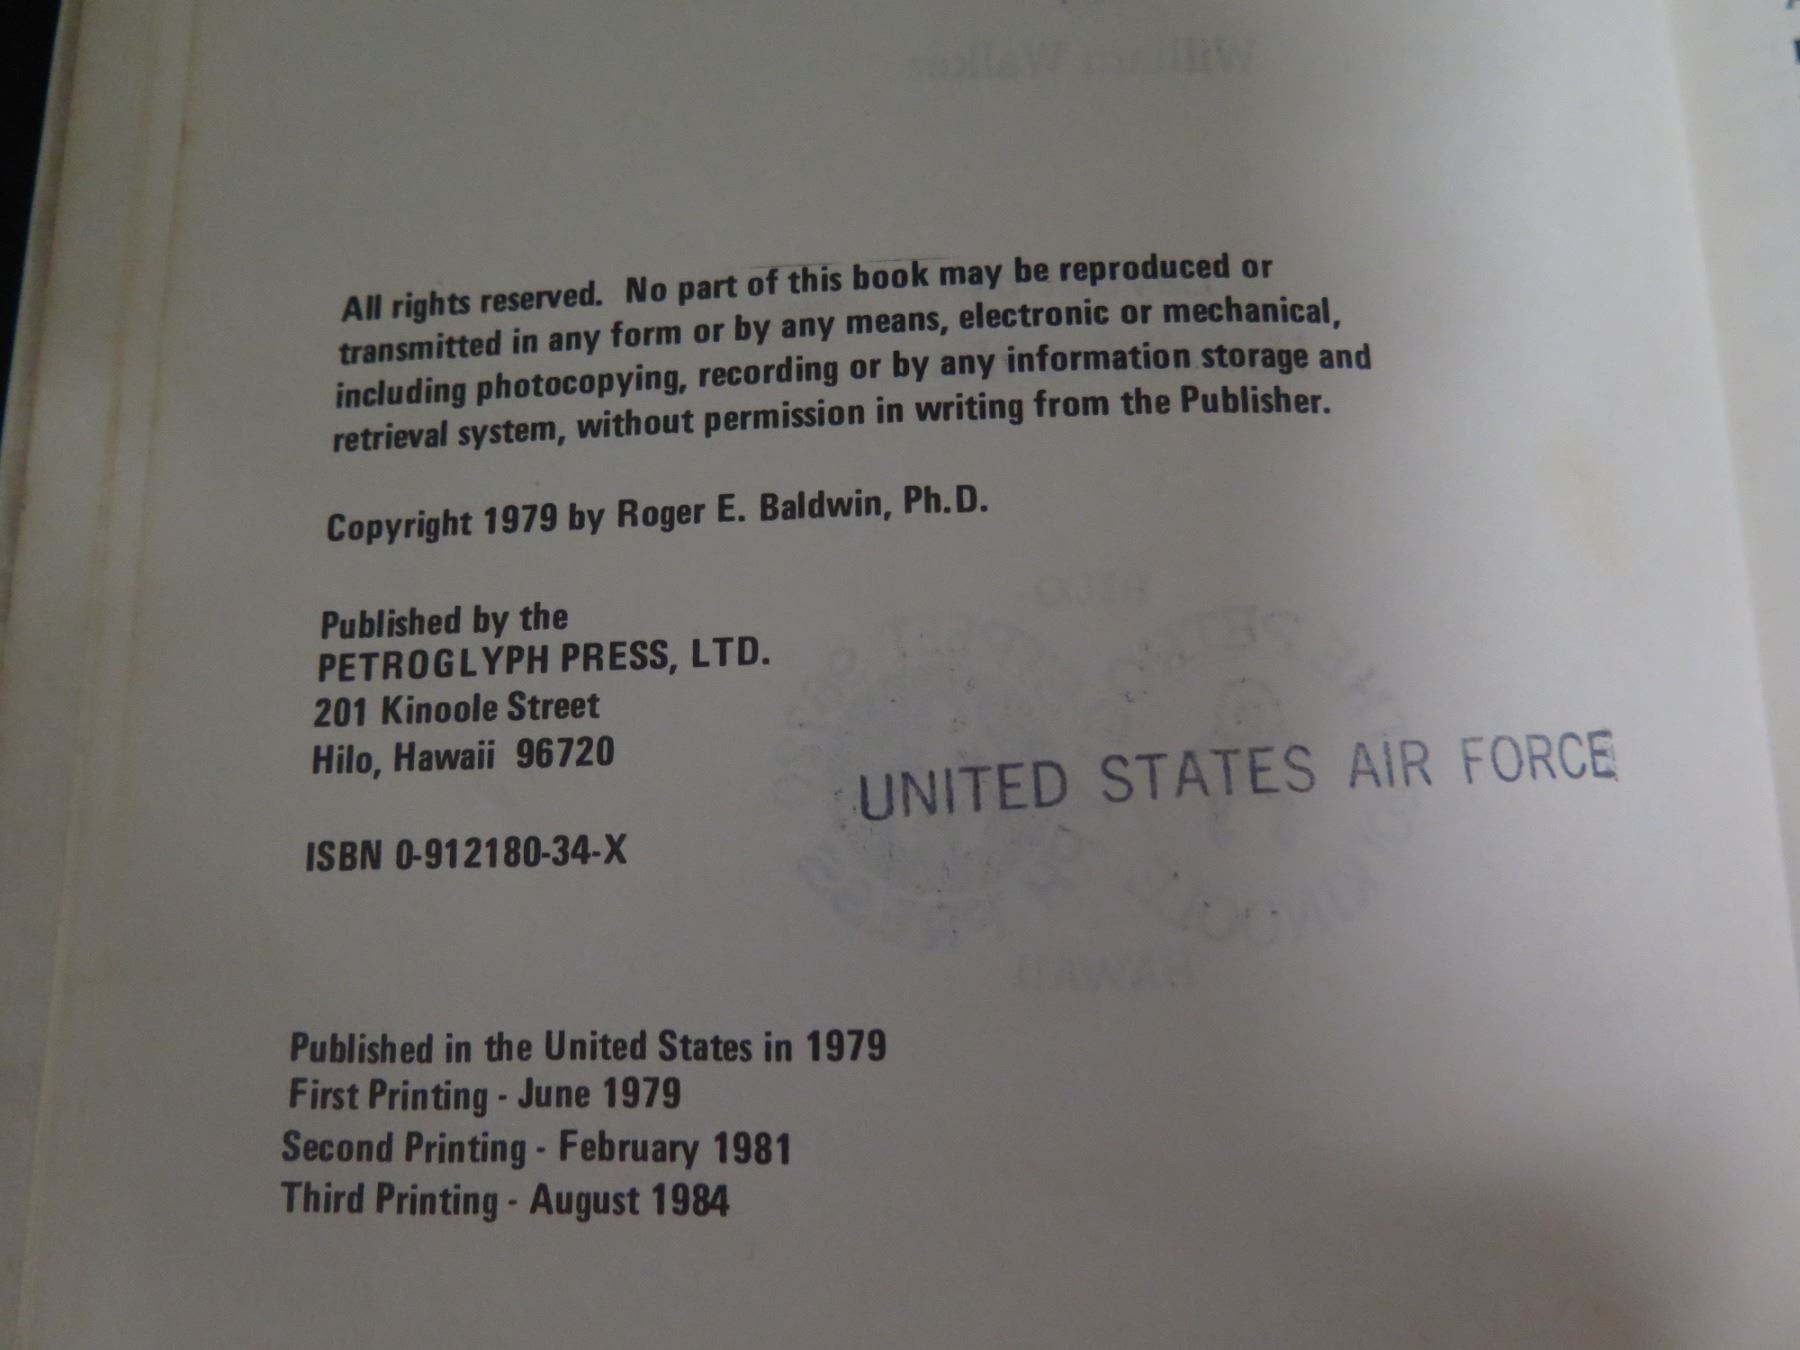 All rights reserved. No part of this book may be reproduced or
transmitted in any form or by any means, electronic or mechanical,
including photocopying, recording or by any information storage and
retrieval system, without permission in writing from the Publisher.
Copyright 1979 by Roger E. Baldwin, Ph.D.
Published by the
PETROGLYPH PRESS, LTD.
201 Kinoole Street
Hilo, Hawaii 96720
UNITED STATES AIR FORCE
ISBN 0-912180-34-X
Published in the United States in 1979
First Printing - June 1979
Second Printing - February 1981
Third Printing - August 1984